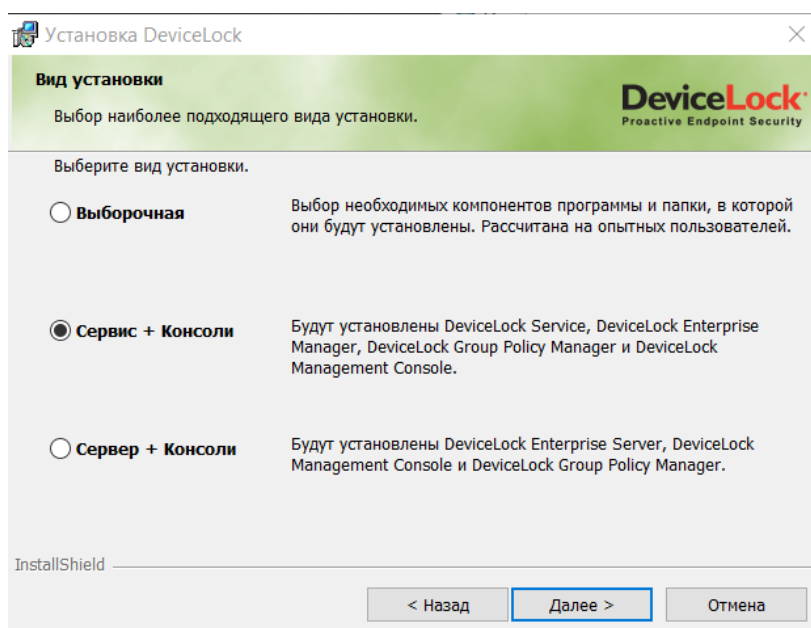 Установка DeviceLock
Вид установки
Выбор наиболее подходящего вида установки.
DeviceLock
Proactive Endpoint Security
Выберите вид установки.
Выборочная
Выбор необходимых компонентов программы и папки, в которой
они будут установлены. Рассчитана на опытных пользователей.
Сервис + Консоли
Будут установлены DeviceLock Service, DeviceLock Enterprise
Manager, DeviceLock Group Policy Manager и DeviceLock
Management Console.
Сервер + Консоли
Будут установлены DeviceLock Enterprise Server, DeviceLock
Management Console и DeviceLock Group Policy Manager.
InstallShield
< Назад
Далее >
Отмена